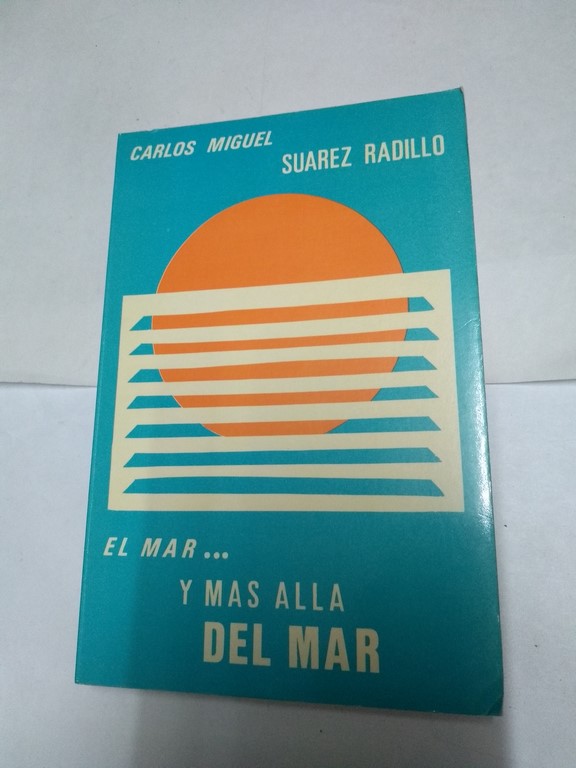 CARLOS MIGUEL
SUAREZ RADILLO
EL MAR...
Y MAS ALLA
DEL MAR